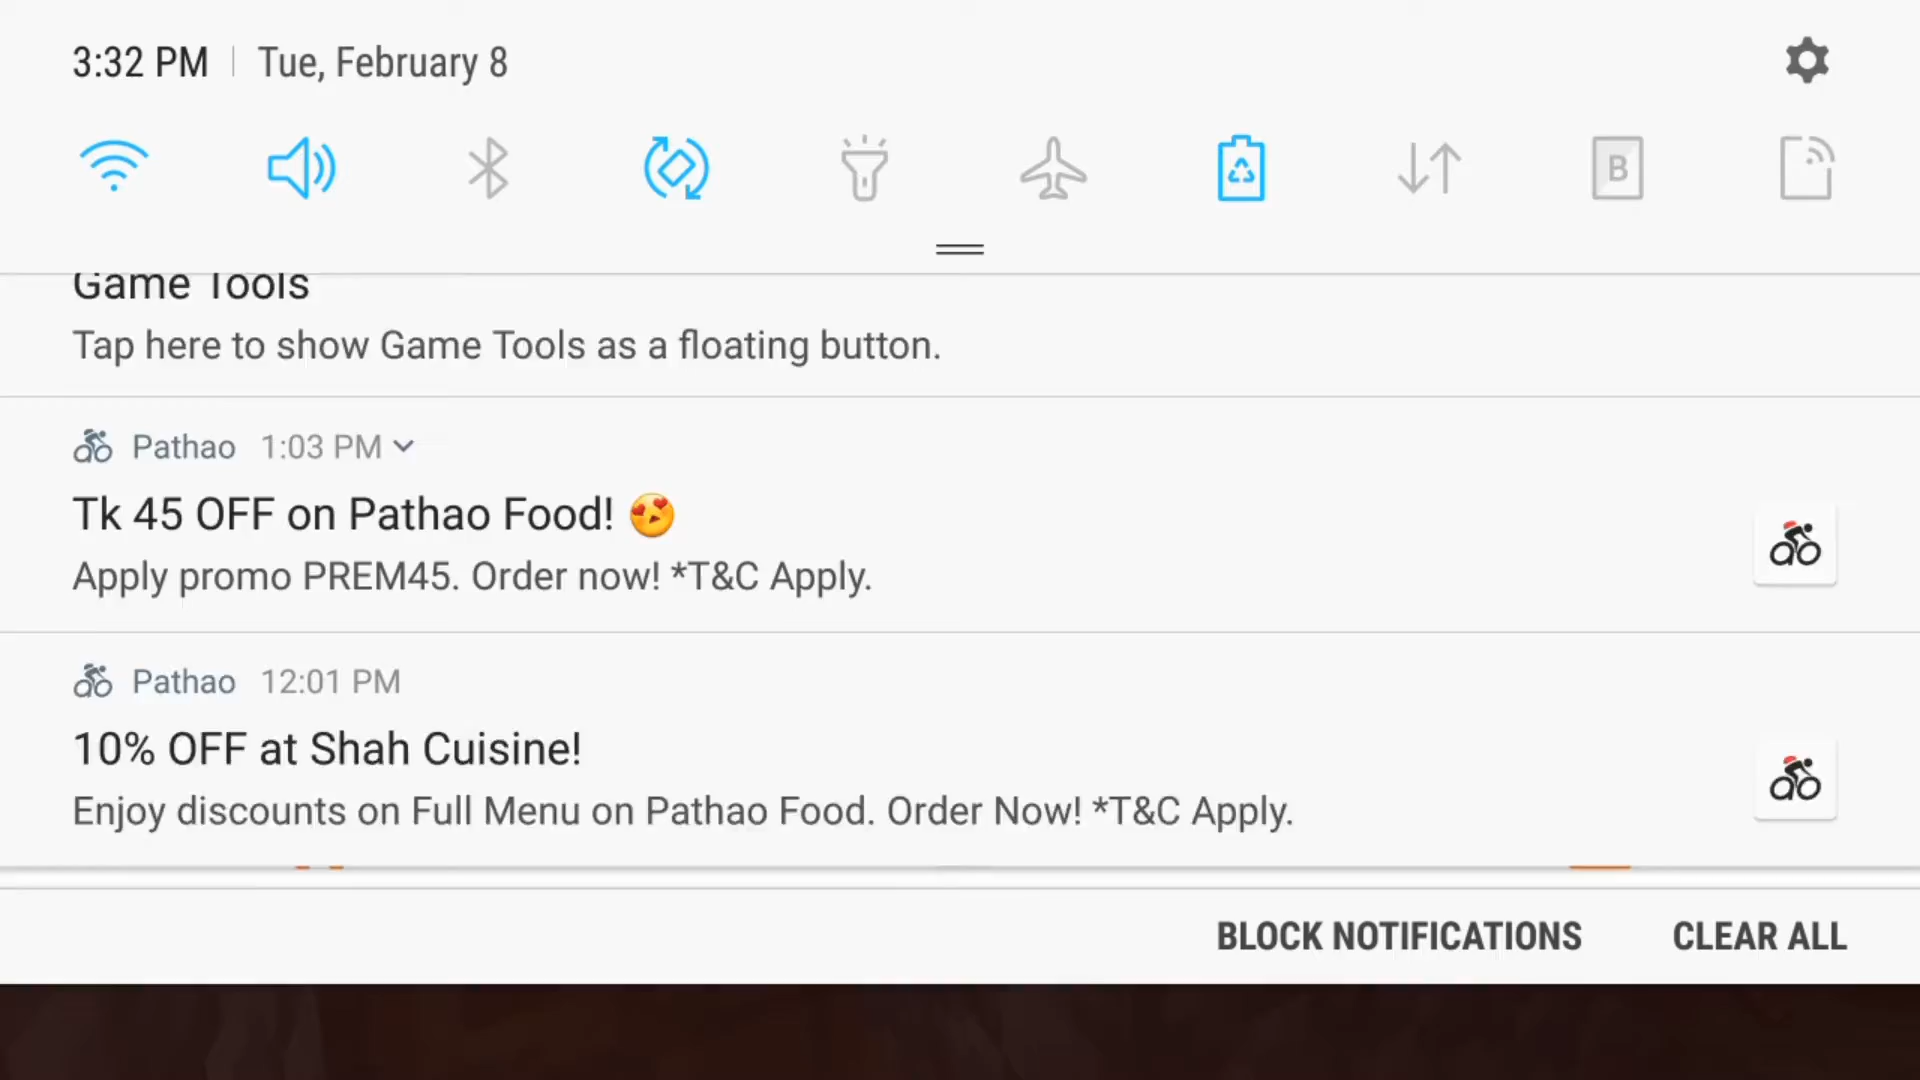 3:32 PM | Tue, February 8
B
Game Tools
Tap here to show Game Tools as a floating button.
Pathao 1:03 PM
Tk 45 OFF on Pathao Food! 😍
Apply promo PREM45. Order now! *T&C Apply.
Pathao 12:01 PM
10% OFF at Shah Cuisine!
Enjoy discounts on Full Menu on Pathao Food. Order Now! *T&C Apply.
BLOCK NOTIFICATIONS CLEAR ALL